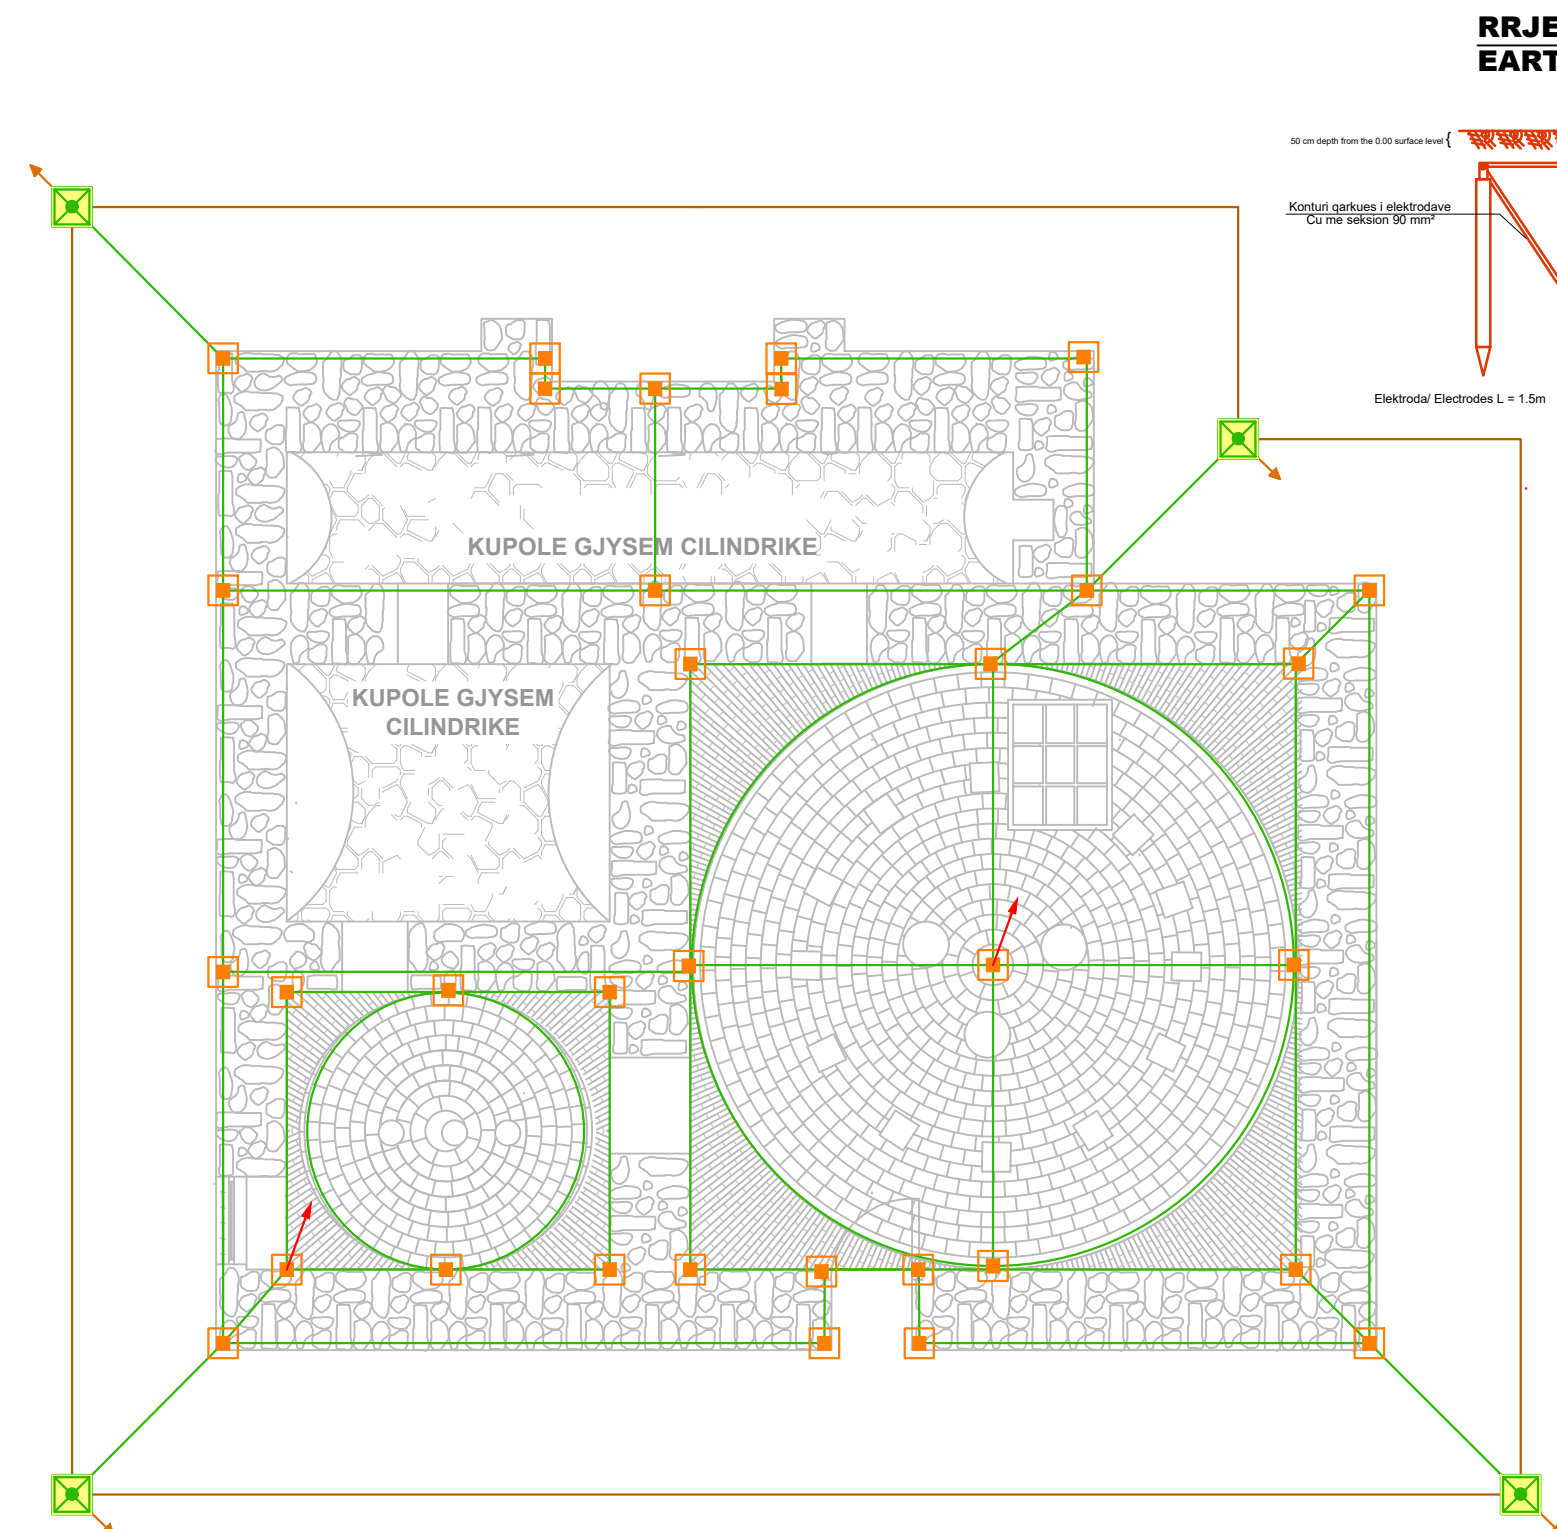 RRJE
EART
50 cm depth from the 0.00 surface level {
Konturi qarkues i elektrodave
Cu me seksion 90 mm²
Elektroda/ Electrodes L = 1.5m
KUPOLE GJYSEM CILINDRIKE
KUPOLE GJYSEM
CILINDRIKE